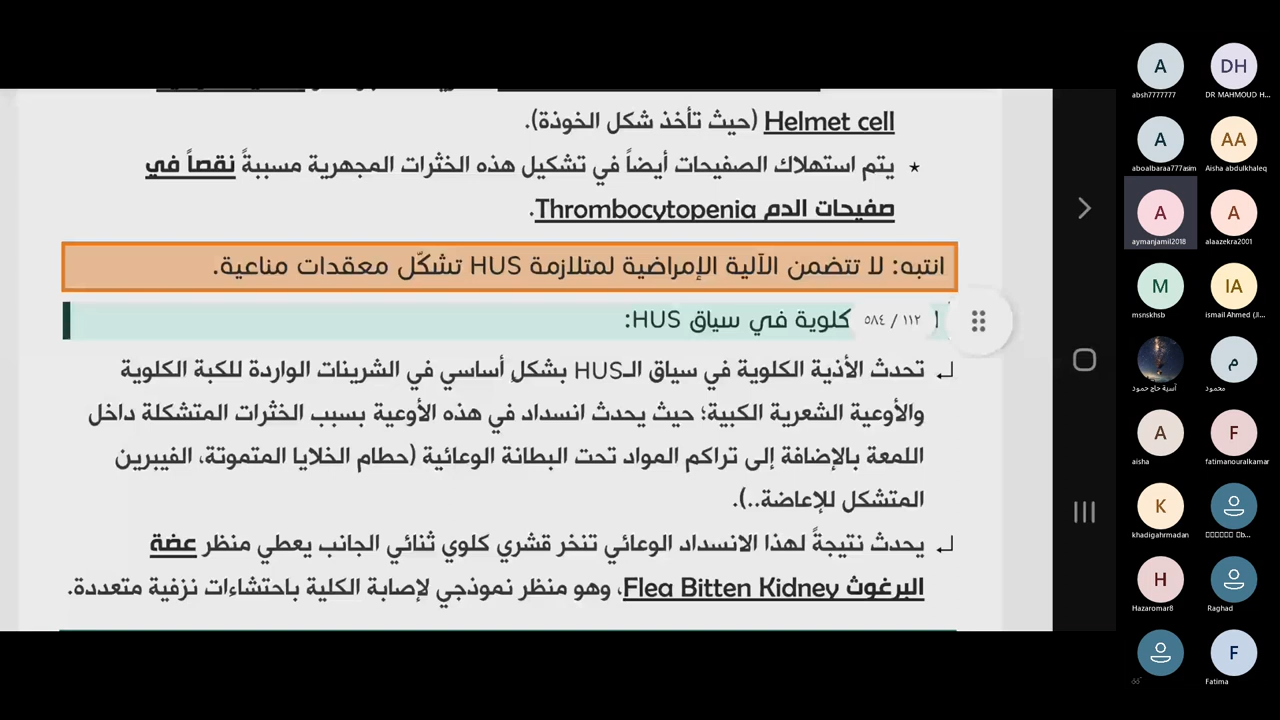 Helmet cell (حيث تأخذ شكل الخوذة).
★ يتم استهلاك الصفيحات أيضاً في تشكيل هذه الخثرات المجهرية مسببةً نقصاً في
صفيحات الدم Thrombocytopenia.
انتبه: لا تتضمن الآلية الإمراضية لمتلازمة HUS تشكّل معقدات مناعية.
كلوية في سياق HUS:
١١٢ / ٥٨٤
تحدث الأذية الكلوية في سياق الـHUS بشكلٍ أساسي في الشرينات الواردة للكبة الكلوية
والأوعية الشعرية الكبية؛ حيث يحدث انسداد في هذه الأوعية بسبب الخثرات المتشكلة داخل
اللمعة بالإضافة إلى تراكم المواد تحت البطانة الوعائية (حطام الخلايا المتموتة، الفيبرين
المتشكل للإعاضة..).
يحدث نتيجةً لهذا الانسداد الوعائي تنخر قشري كلوي ثنائي الجانب يعطي منظر عضة
البرغوث Flea Bitten Kidney، وهو منظر نموذجي لإصابة الكلية باحتشاءات نزفية متعددة.
A
absh7777777
DH
DR MAHMOUD H...
A
aboalbaraa777asim
AA
Aisha abdulkhaleq
A
aymanjamil2018
A
alaazekra2001
M
msnskhsb
IA
ismail Ahmed (JI...
آسية حاج حمود
م
محمود
A
aisha
F
fatimanouralkamar
K
khadigahrmadan
H
Hazaromar8
Raghad
F
Fatima